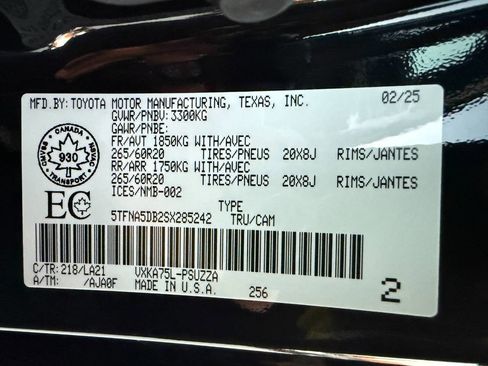 MFD.BY: TOYOTA MOTOR MANUFACTURING, TEXAS, INC. 02/25
GVWR/PNBV: 3300KG
GAWR/PNBE:
FR/AVT 1850KG WITH/AVEC
265/60R20 TIRES/PNEUS 20X8J RIMS/JANTES
RR/ARR 1750KG WITH/AVEC
265/60R20 TIRES/PNEUS 20X8J RIMS/JANTES
ICES/NMB-002
CANADA
930
TRANSPORT
EC
TYPE
5TFNA5DB2SX285242 TRU/CAM
C/TR: 218/LA21 VXKA75L-PSUZZA
A/TM: /AJA0F MADE IN U.S.A. 256
2